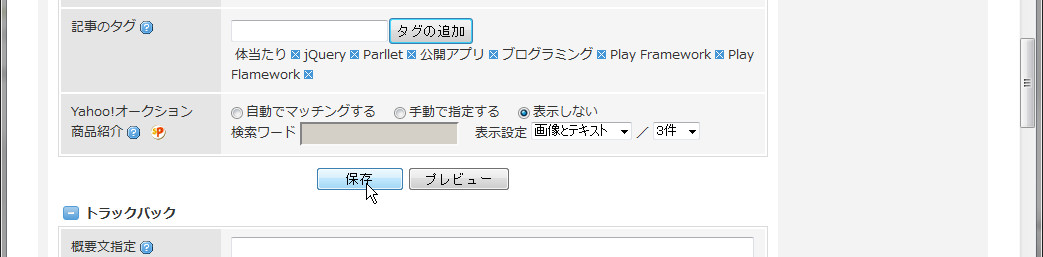 記事のタグ
タグの追加
体当たり jQuery Parllet 公開アプリ プログラミング Play Framework Play
Flamework
Yahoo!オークション
商品紹介
自動でマッチングする 手動で指定する 表示しない
検索ワード 表示設定 画像とテキスト / 3件
保存 プレビュー
トラックバック
概要文指定